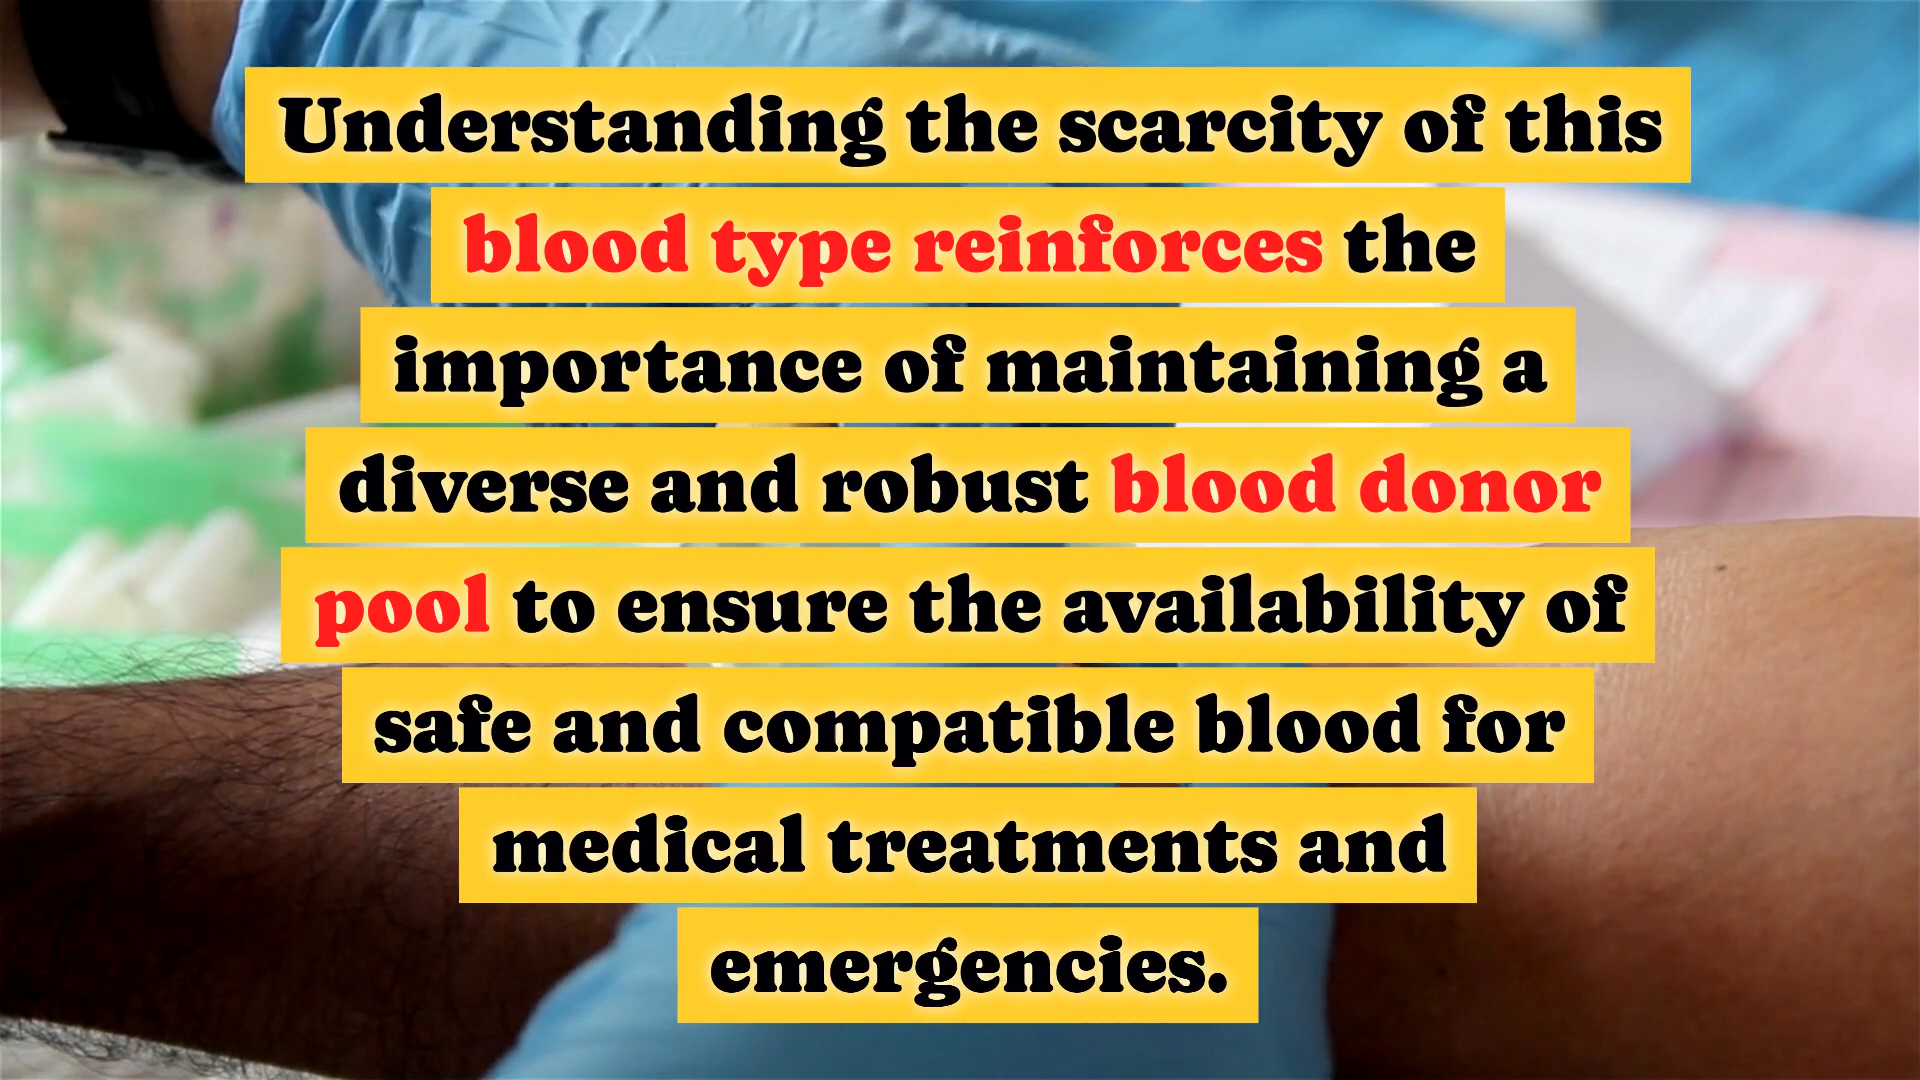 Understanding the scarcity of this
blood type reinforces the
importance of maintaining a
diverse and robust blood donor
pool to ensure the availability of
safe and compatible blood for
medical treatments and
emergencies.